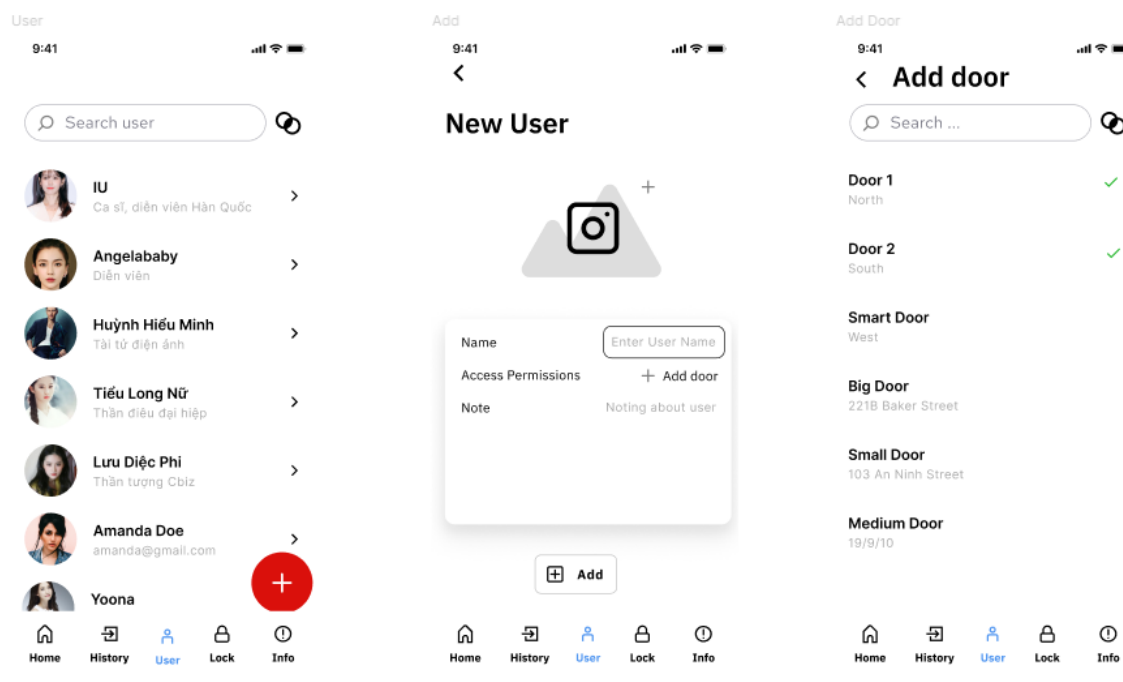 User
9:41
Search user
IU
Ca sĩ, diễn viên Hàn Quốc
Angelababy
Diễn viên
Huỳnh Hiểu Minh
Tài tử điện ảnh
Tiểu Long Nữ
Thần điêu đại hiệp
Lưu Diệc Phi
Thần tượng Cbiz
Amanda Doe
amanda@gmail.com
Yoona
Home History User Lock Info
Add
9:41
New User
Name Enter User Name
Access Permissions Add door
Note Noting about user
Add
Home History User Lock Info
Add Door
9:41
Add door
Search ...
Door 1
North
Door 2
South
Smart Door
West
Big Door
221B Baker Street
Small Door
103 An Ninh Street
Medium Door
19/9/10
Home History User Lock Info